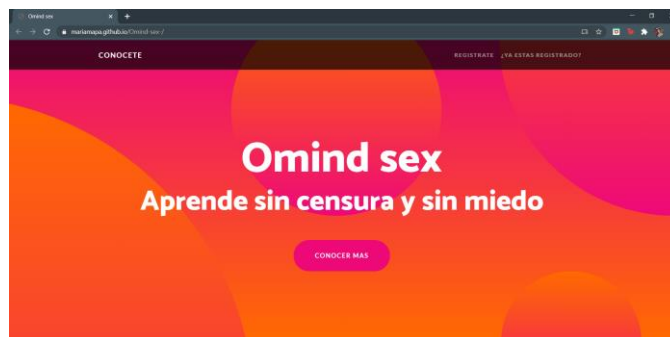 Omind sex
mariamapa.github.io/Omind-sex/
CONOCETE
REGISTRATE ¿YA ESTAS REGISTRADO?
Omind sex
Aprende sin censura y sin miedo
CONOCER MAS